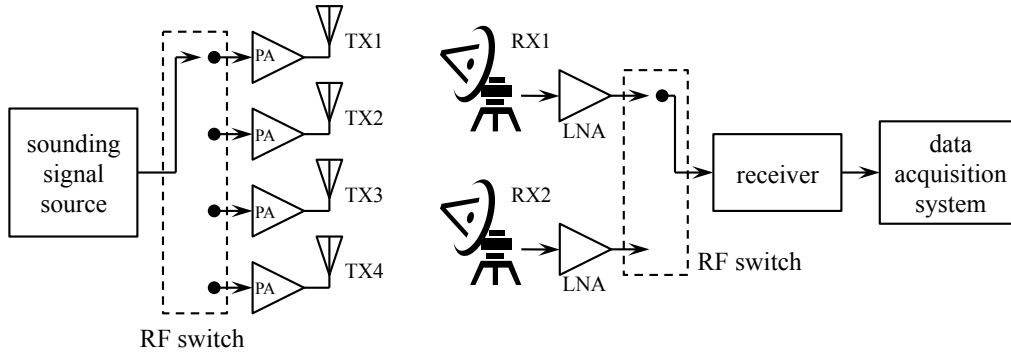 sounding
signal
source
RF switch
PA
TX1
PA
TX2
PA
TX3
PA
TX4
RX1
LNA
RX2
LNA
RF switch
receiver
data
acquisition
system